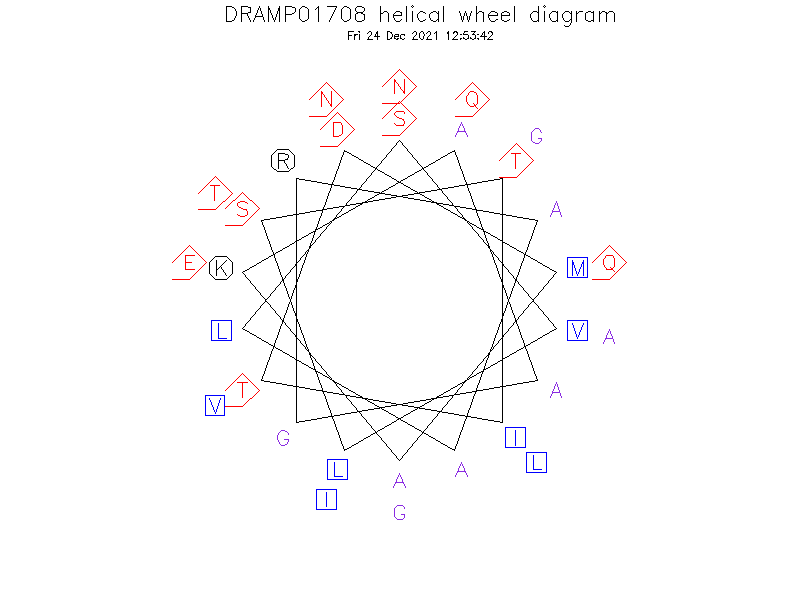 DRAMP01708 helical wheel diagram
Fri 24 Dec 2021 12:53:42
N
N Q
S
D A G
R T
T S A
E K M Q
L V A
V T A
G I
L A L
A
I
G